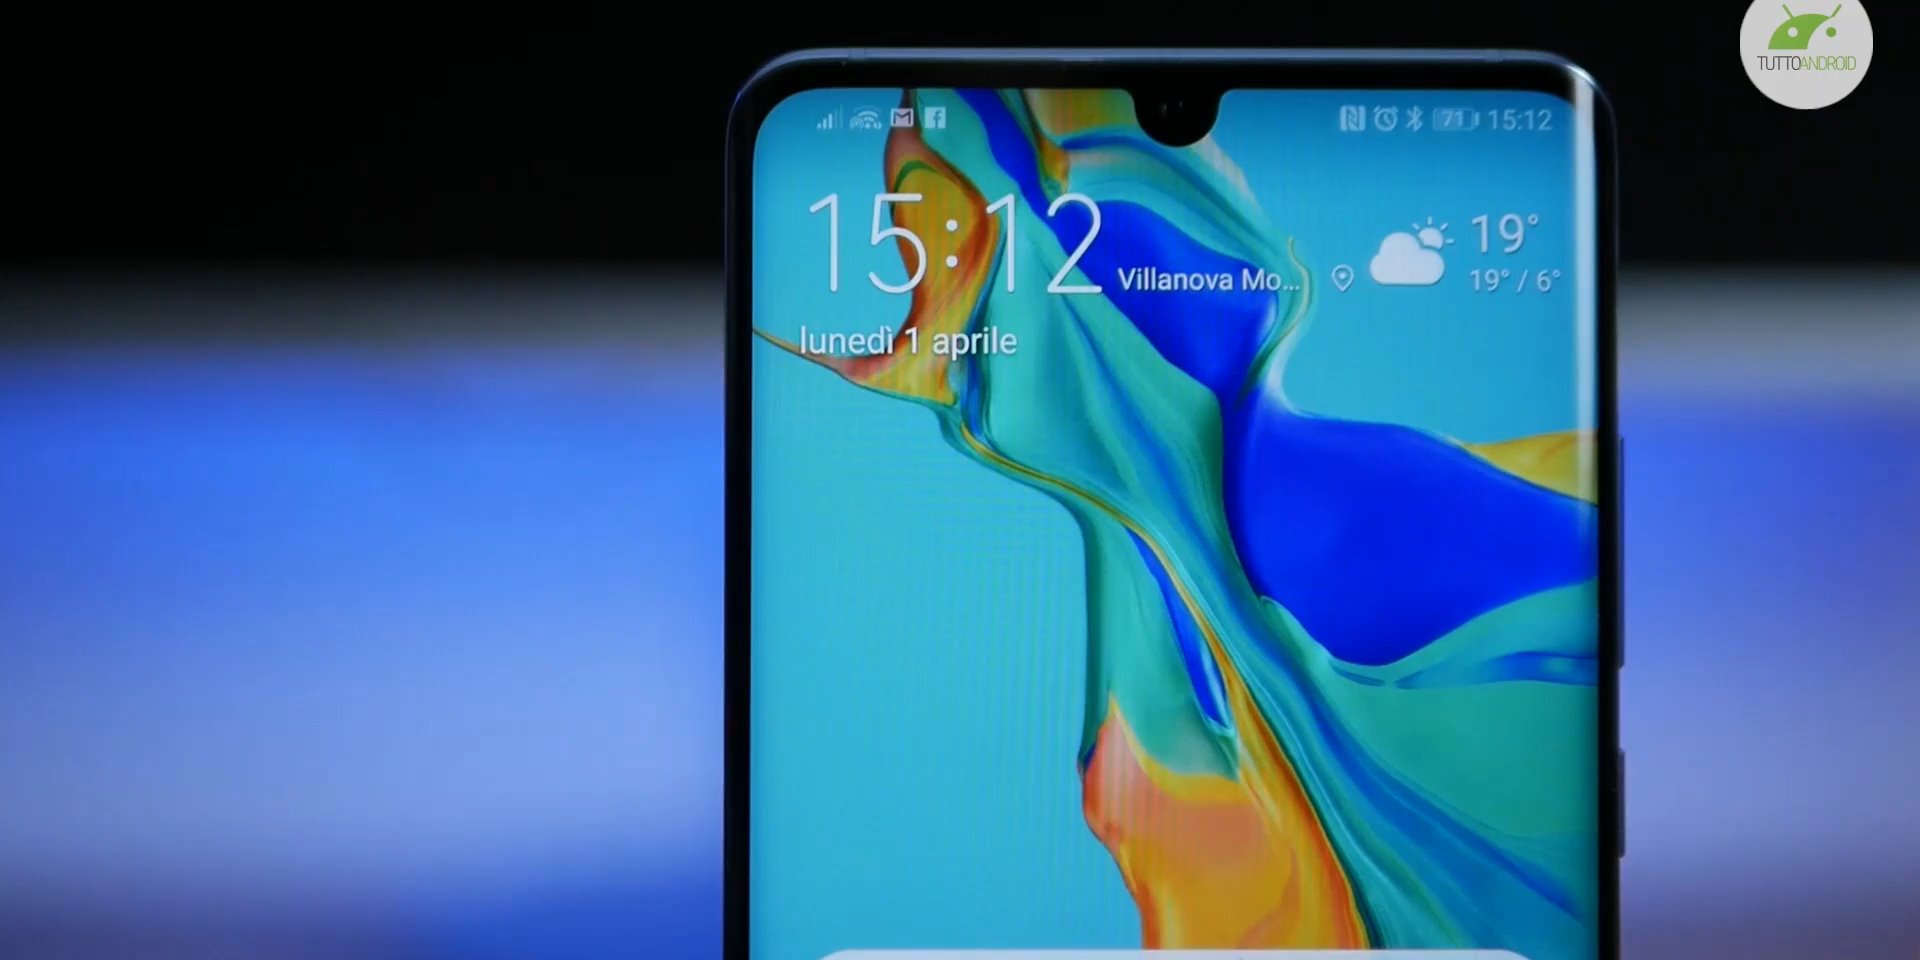 TUTTOANDROID
71 15:12
15:12
Villanova Mo...
19°
19° / 6°
lunedì 1 aprile